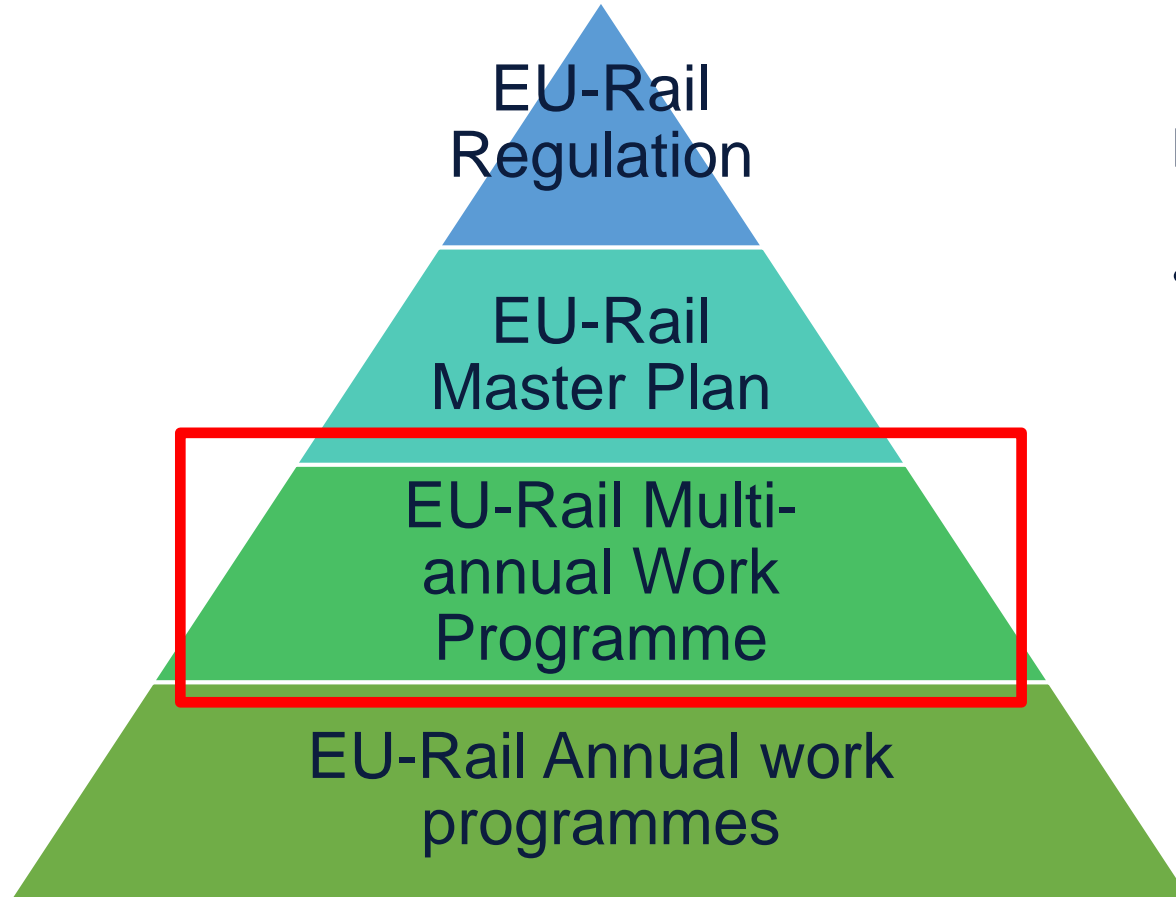 EU-Rail
Regulation
EU-Rail
Master Plan
EU-Rail Multi-
annual Work
Programme
EU-Rail Annual work
programmes